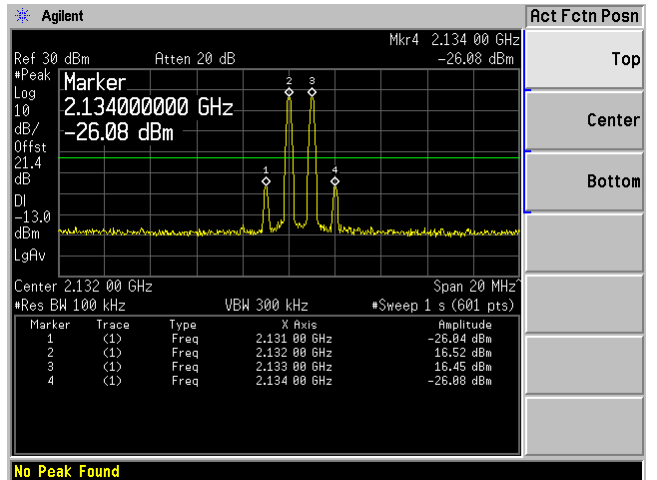 Agilent
Act Fctn Posn
Mkr4 2.134 00 GHz
Ref 30 dBm Atten 20 dB -26.08 dBm
#Peak
Log
10
dB/
Offst
21.4
dB
DI
-13.0
dBm
LgAv
Marker
2.134000000 GHz
-26.08 dBm
1
2
3
4
Center 2.132 00 GHz Span 20 MHz^
#Res BW 100 kHz VBW 300 kHz #Sweep 1 s (601 pts)
Marker Trace Type X Axis Amplitude
1 (1) Freq 2.131 00 GHz -26.04 dBm
2 (1) Freq 2.132 00 GHz 16.52 dBm
3 (1) Freq 2.133 00 GHz 16.45 dBm
4 (1) Freq 2.134 00 GHz -26.08 dBm
No Peak Found
Top
Center
Bottom